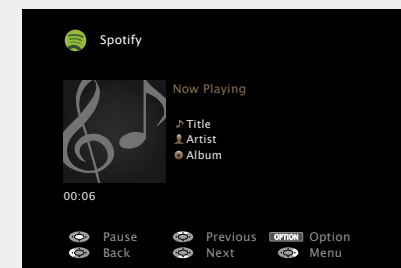 Spotify
Now Playing
Title
Artist
Album
00:06
Pause Previous OPTION Option
Back Next Menu